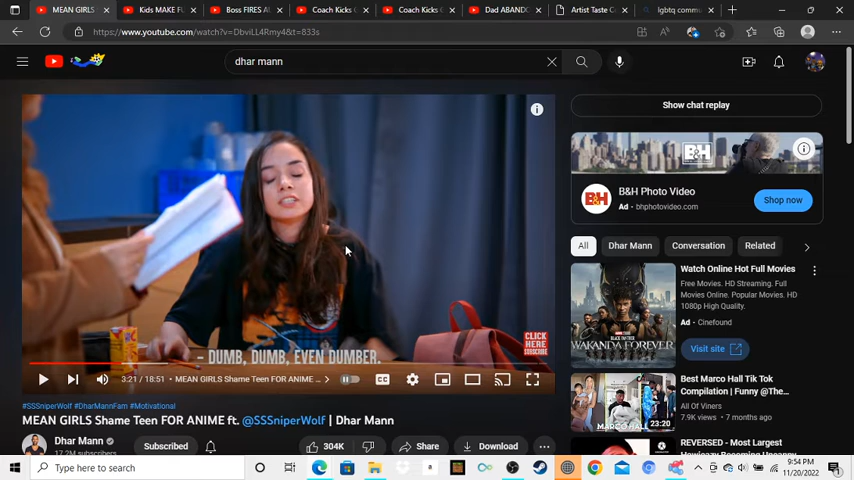 MEAN GIRLS
Kids MAKE F
Boss FIRES A
Coach Kicks
Coach Kicks
Dad ABAND
Artist Taste C
lgbtq commu
https://www.youtube.com/watch?v=DbviLL4Rmy4&t=833s
dhar mann
Show chat replay
B&H
B&H Photo Video
Ad · bhphotovideo.com
Shop now
All
Dhar Mann
Conversation
Related
Watch Online Hot Full Movies
Free Movies. HD Streaming. Full
Movies Online. Popular Movies. HD
1080p High Quality.
Ad · Cinefound
Visit site
WAKANDA FOREVER
- DUMB, DUMB, EVEN DUMBER.
CLICK
HERE
SUBSCRIBE
3:21 / 18:51 • MEAN GIRLS Shame Teen FOR ANIME ...
CC
#SSSniperWolf #DharMannFam #Motivational
MEAN GIRLS Shame Teen FOR ANIME ft. @SSSniperWolf | Dhar Mann
Dhar Mann
17.2M subscribers
Subscribed
304K
Share
Download
Best Marco Hall Tik Tok
Compilation | Funny @The...
All Of Viners
7.9K views • 7 months ago
23:20
REVERSED - Most Largest
Type here to search
9:54 PM
11/20/2022